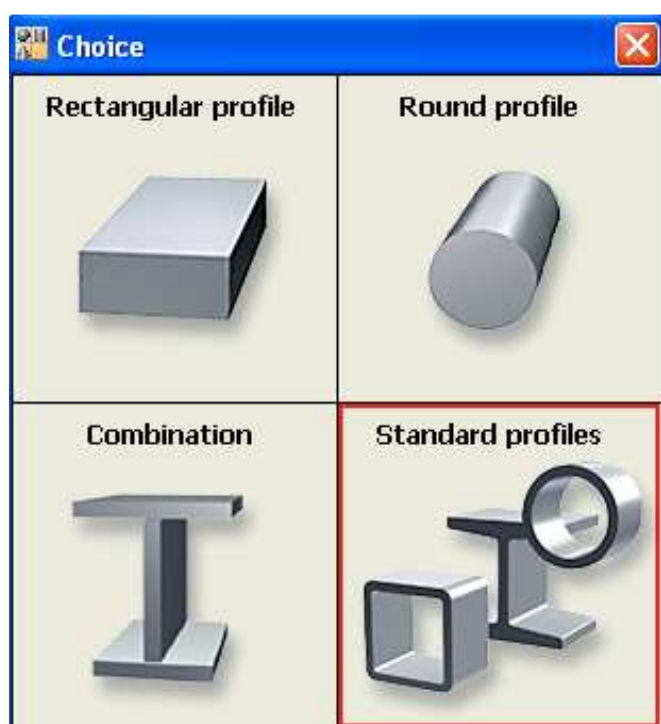 Choice
Rectangular profile
Round profile
Combination
Standard profiles